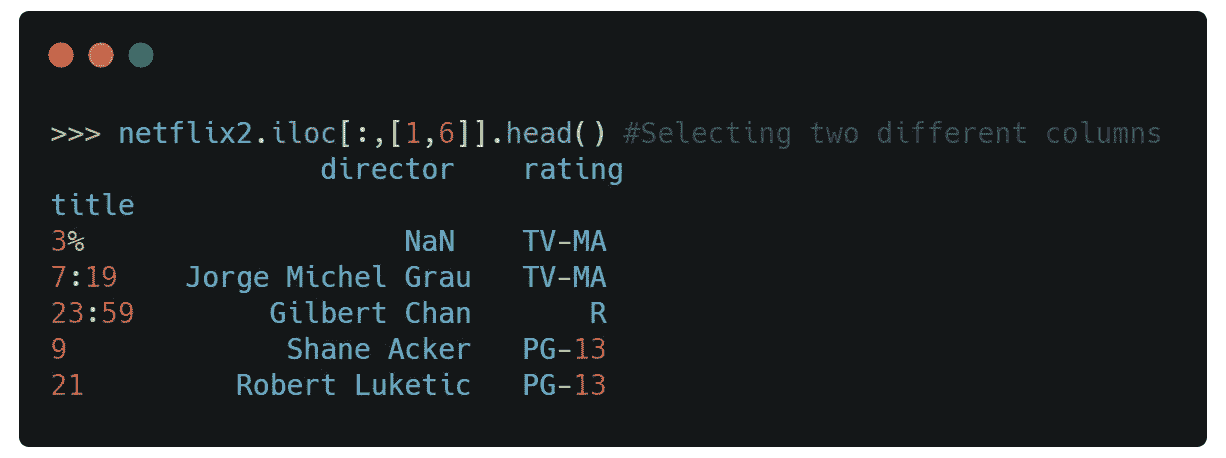 >>> netflix2.iloc[:,[1,6]].head() #Selecting two different columns
                director    rating
title
3%                   NaN    TV-MA
7:19    Jorge Michel Grau   TV-MA
23:59        Gilbert Chan       R
9             Shane Acker   PG-13
21         Robert Luketic   PG-13